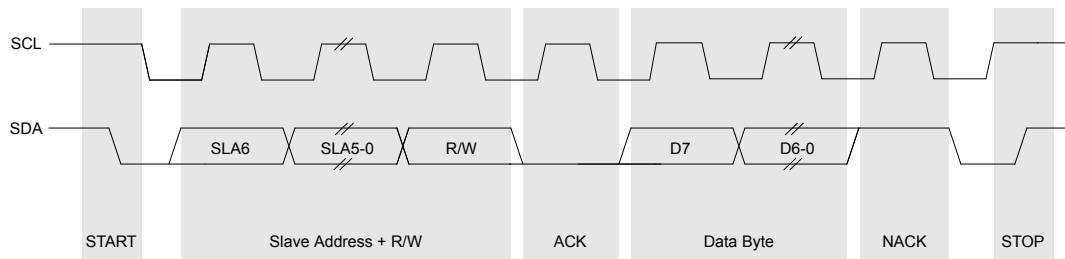 SCL
SDA
SLA6 SLA5-0 R/W D7 D6-0
START Slave Address + R/W ACK Data Byte NACK STOP